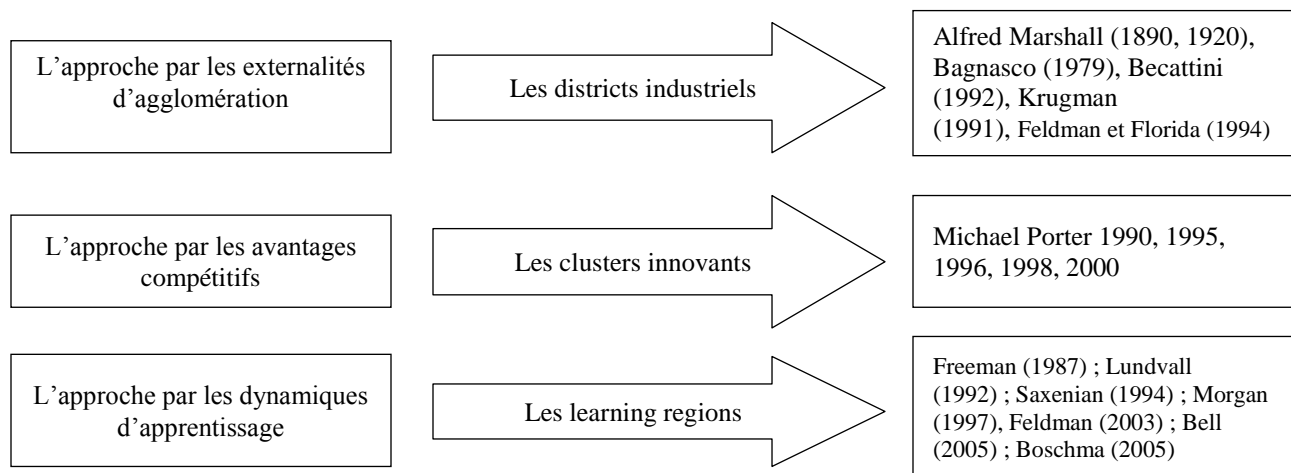 L’approche par les externalités
d’agglomération
Les districts industriels
Alfred Marshall (1890, 1920),
Bagnasco (1979), Becattini
(1992), Krugman
(1991), Feldman et Florida (1994)
L’approche par les avantages
compétitifs
Les clusters innovants
Michael Porter 1990, 1995,
1996, 1998, 2000
L’approche par les dynamiques
d’apprentissage
Les learning regions
Freeman (1987) ; Lundvall
(1992) ; Saxenian (1994) ; Morgan
(1997), Feldman (2003) ; Bell
(2005) ; Boschma (2005)